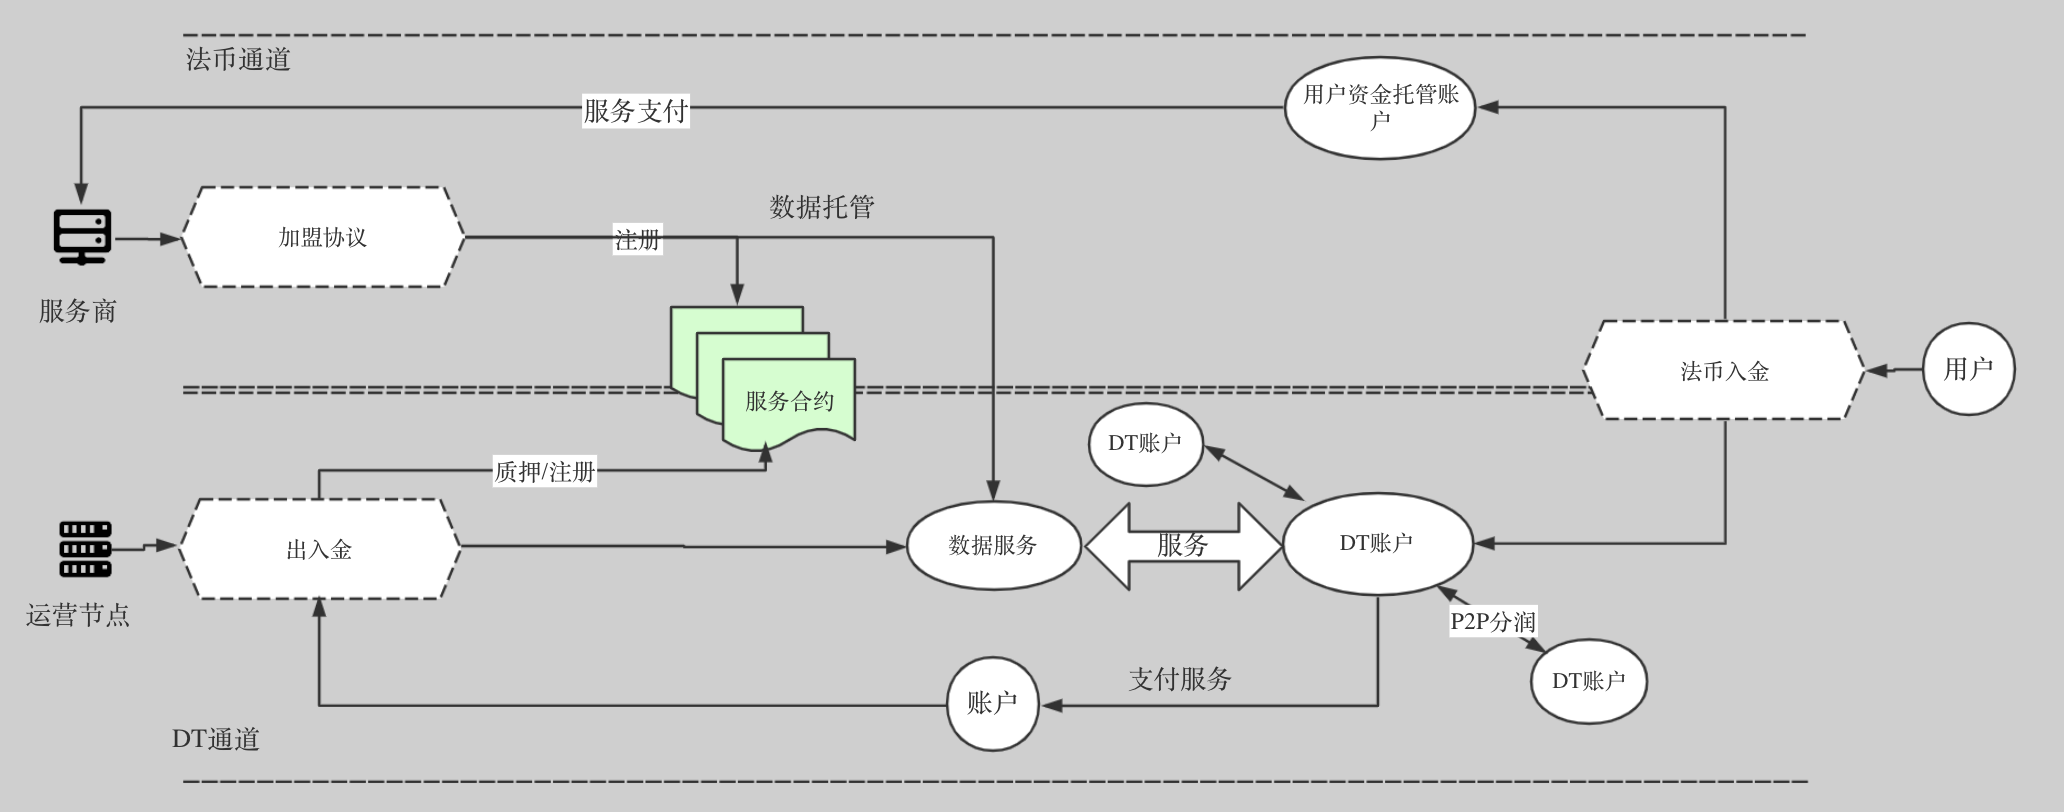 法币通道
用户资金托管账
户
服务支付
数据托管
加盟协议
注册
服务商
法币入金
用户
服务合约
DT账户
质押/注册
出入金
数据服务
服务
DT账户
运营节点
P2P分润
支付服务
DT账户
账户
DT通道